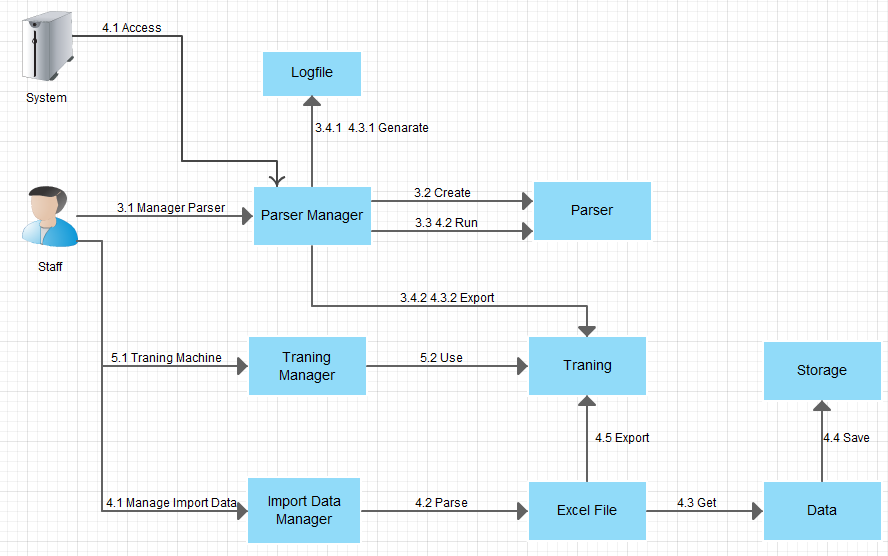 4.1 Access
System
Logfile
3.4.1 4.3.1 Genarate
3.1 Manager Parser
Parser Manager
3.2 Create
3.3 4.2 Run
Parser
Staff
3.4.2 4.3.2 Export
5.1 Traning Machine
Traning
Manager
5.2 Use
Traning
Storage
4.5 Export
4.4 Save
4.1 Manage Import Data
Import Data
Manager
4.2 Parse
Excel File
4.3 Get
Data